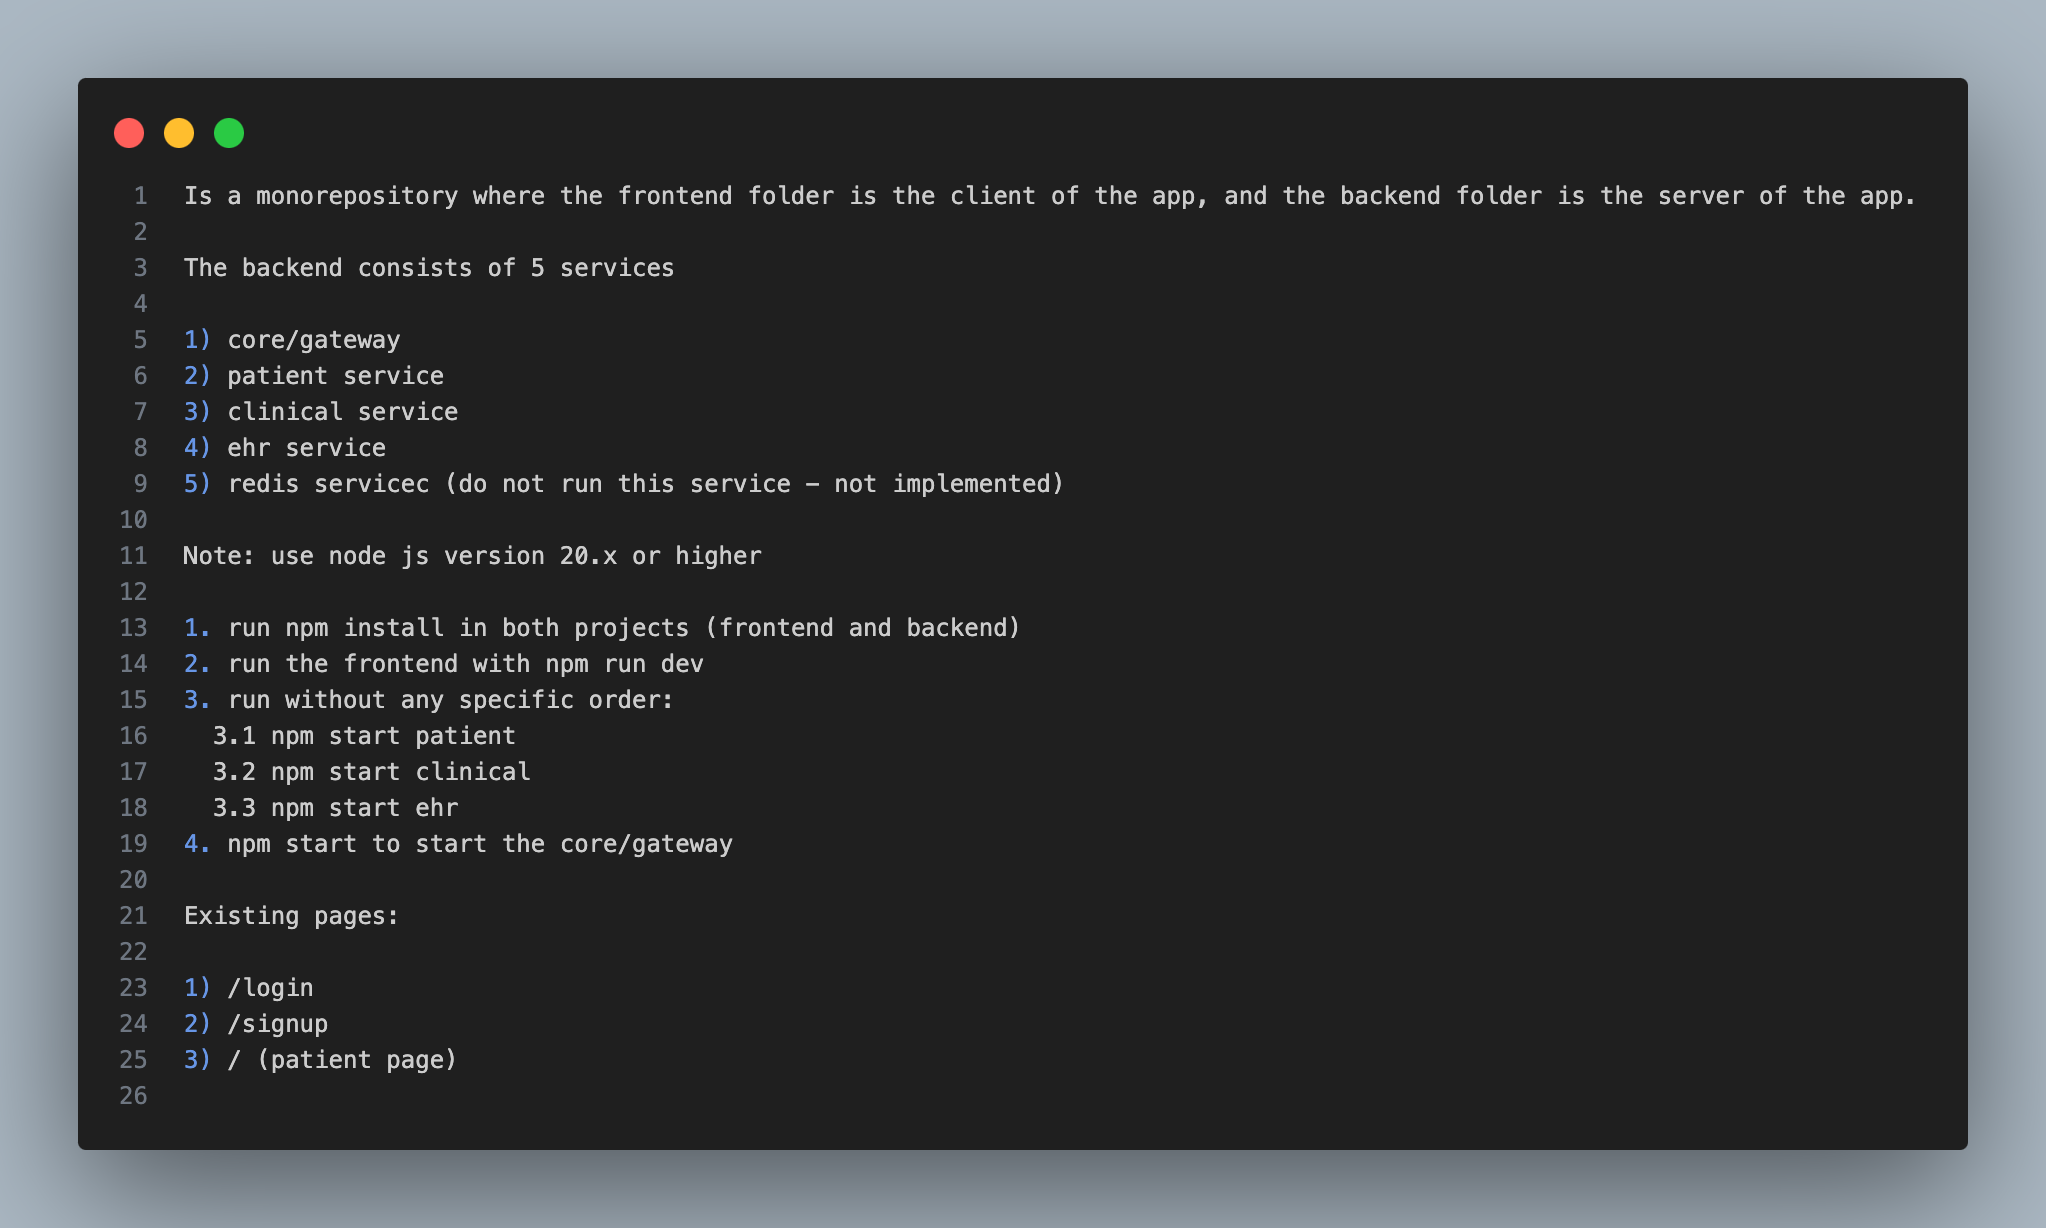 1 Is a monorepository where the frontend folder is the client of the app, and the backend folder is the server of the app.
2
3 The backend consists of 5 services
4
5 1) core/gateway
6 2) patient service
7 3) clinical service
8 4) ehr service
9 5) redis servicec (do not run this service - not implemented)
10
11 Note: use node js version 20.x or higher
12
13 1. run npm install in both projects (frontend and backend)
14 2. run the frontend with npm run dev
15 3. run without any specific order:
16 3.1 npm start patient
17 3.2 npm start clinical
18 3.3 npm start ehr
19 4. npm start to start the core/gateway
20
21 Existing pages:
22
23 1) /login
24 2) /signup
25 3) / (patient page)
26